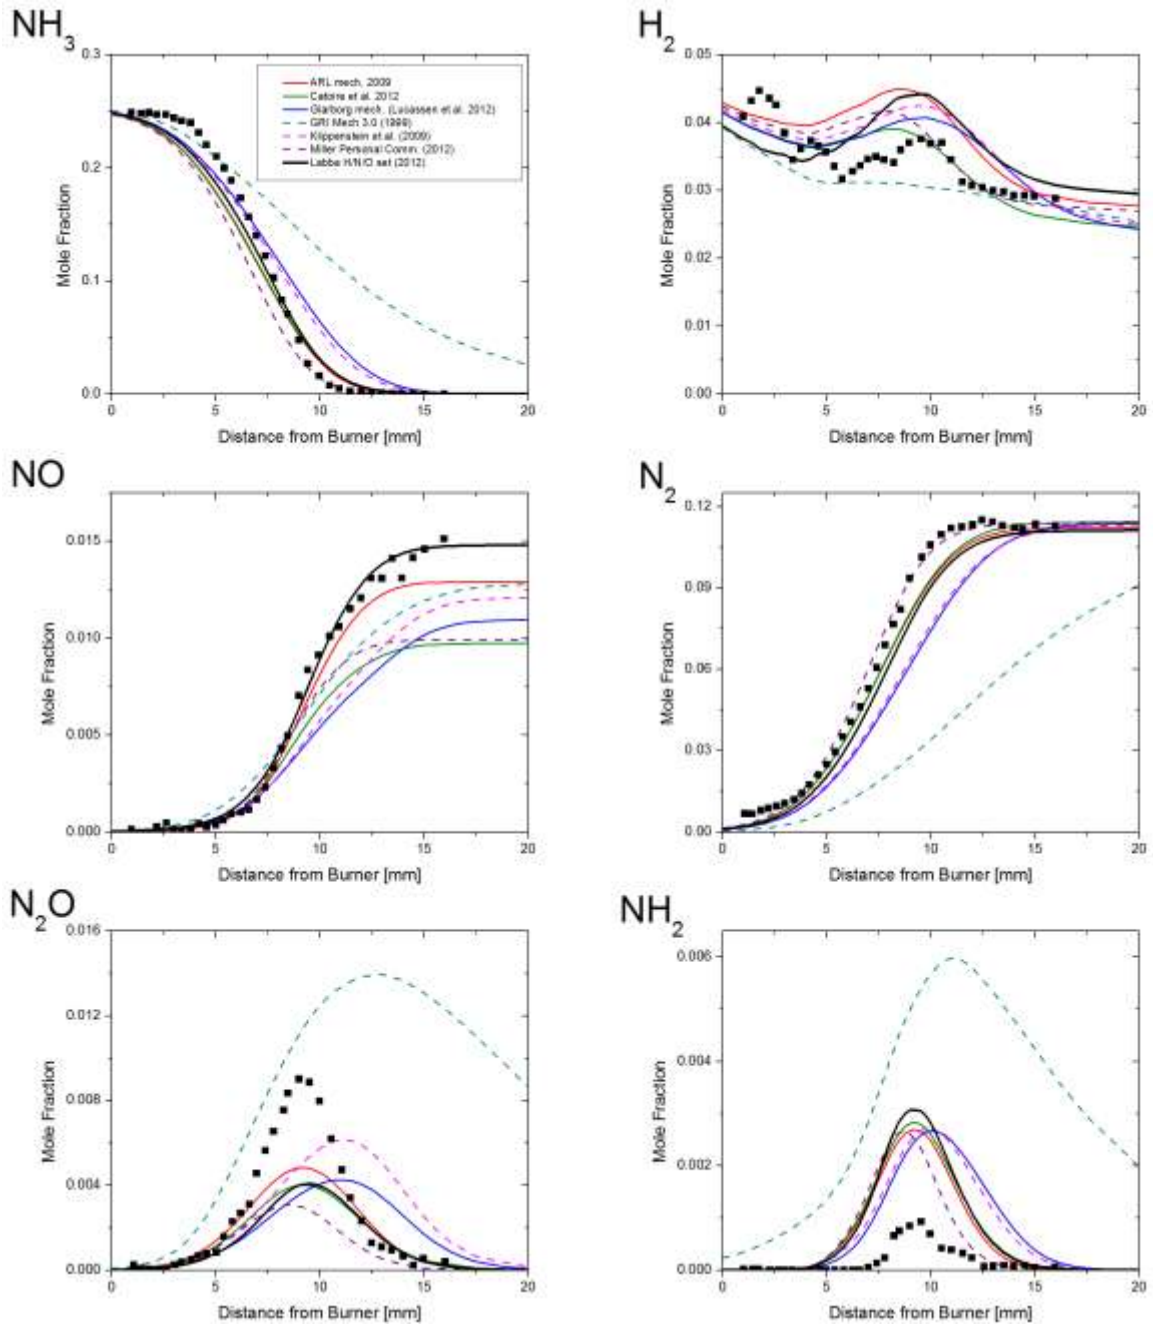 NH3
H2
0.3
0.2
0.1
0.0
Mole Fraction
ARL mech, 2009
Catoire et al. 2012
Glarborg mech. (Lucassen et al. 2012)
GRI Mech 3.0 (1999)
Klippenstein et al. (2009)
Miller Personal Comm. (2012)
Labbe H/N/O set (2012)
0 5 10 15 20
Distance from Burner [mm]
0.05
0.04
0.03
0.02
0.01
0.00
Mole Fraction
0 5 10 15 20
Distance from Burner [mm]
NO
N2
0.015
0.010
0.005
0.000
Mole Fraction
0 5 10 15 20
Distance from Burner [mm]
0.12
0.09
0.06
0.03
0.00
Mole Fraction
0 5 10 15 20
Distance from Burner [mm]
N2O
NH2
0.016
0.012
0.008
0.004
0.000
Mole Fraction
0 5 10 15 20
Distance from Burner [mm]
0.006
0.004
0.002
0.000
Mole Fraction
0 5 10 15 20
Distance from Burner [mm]